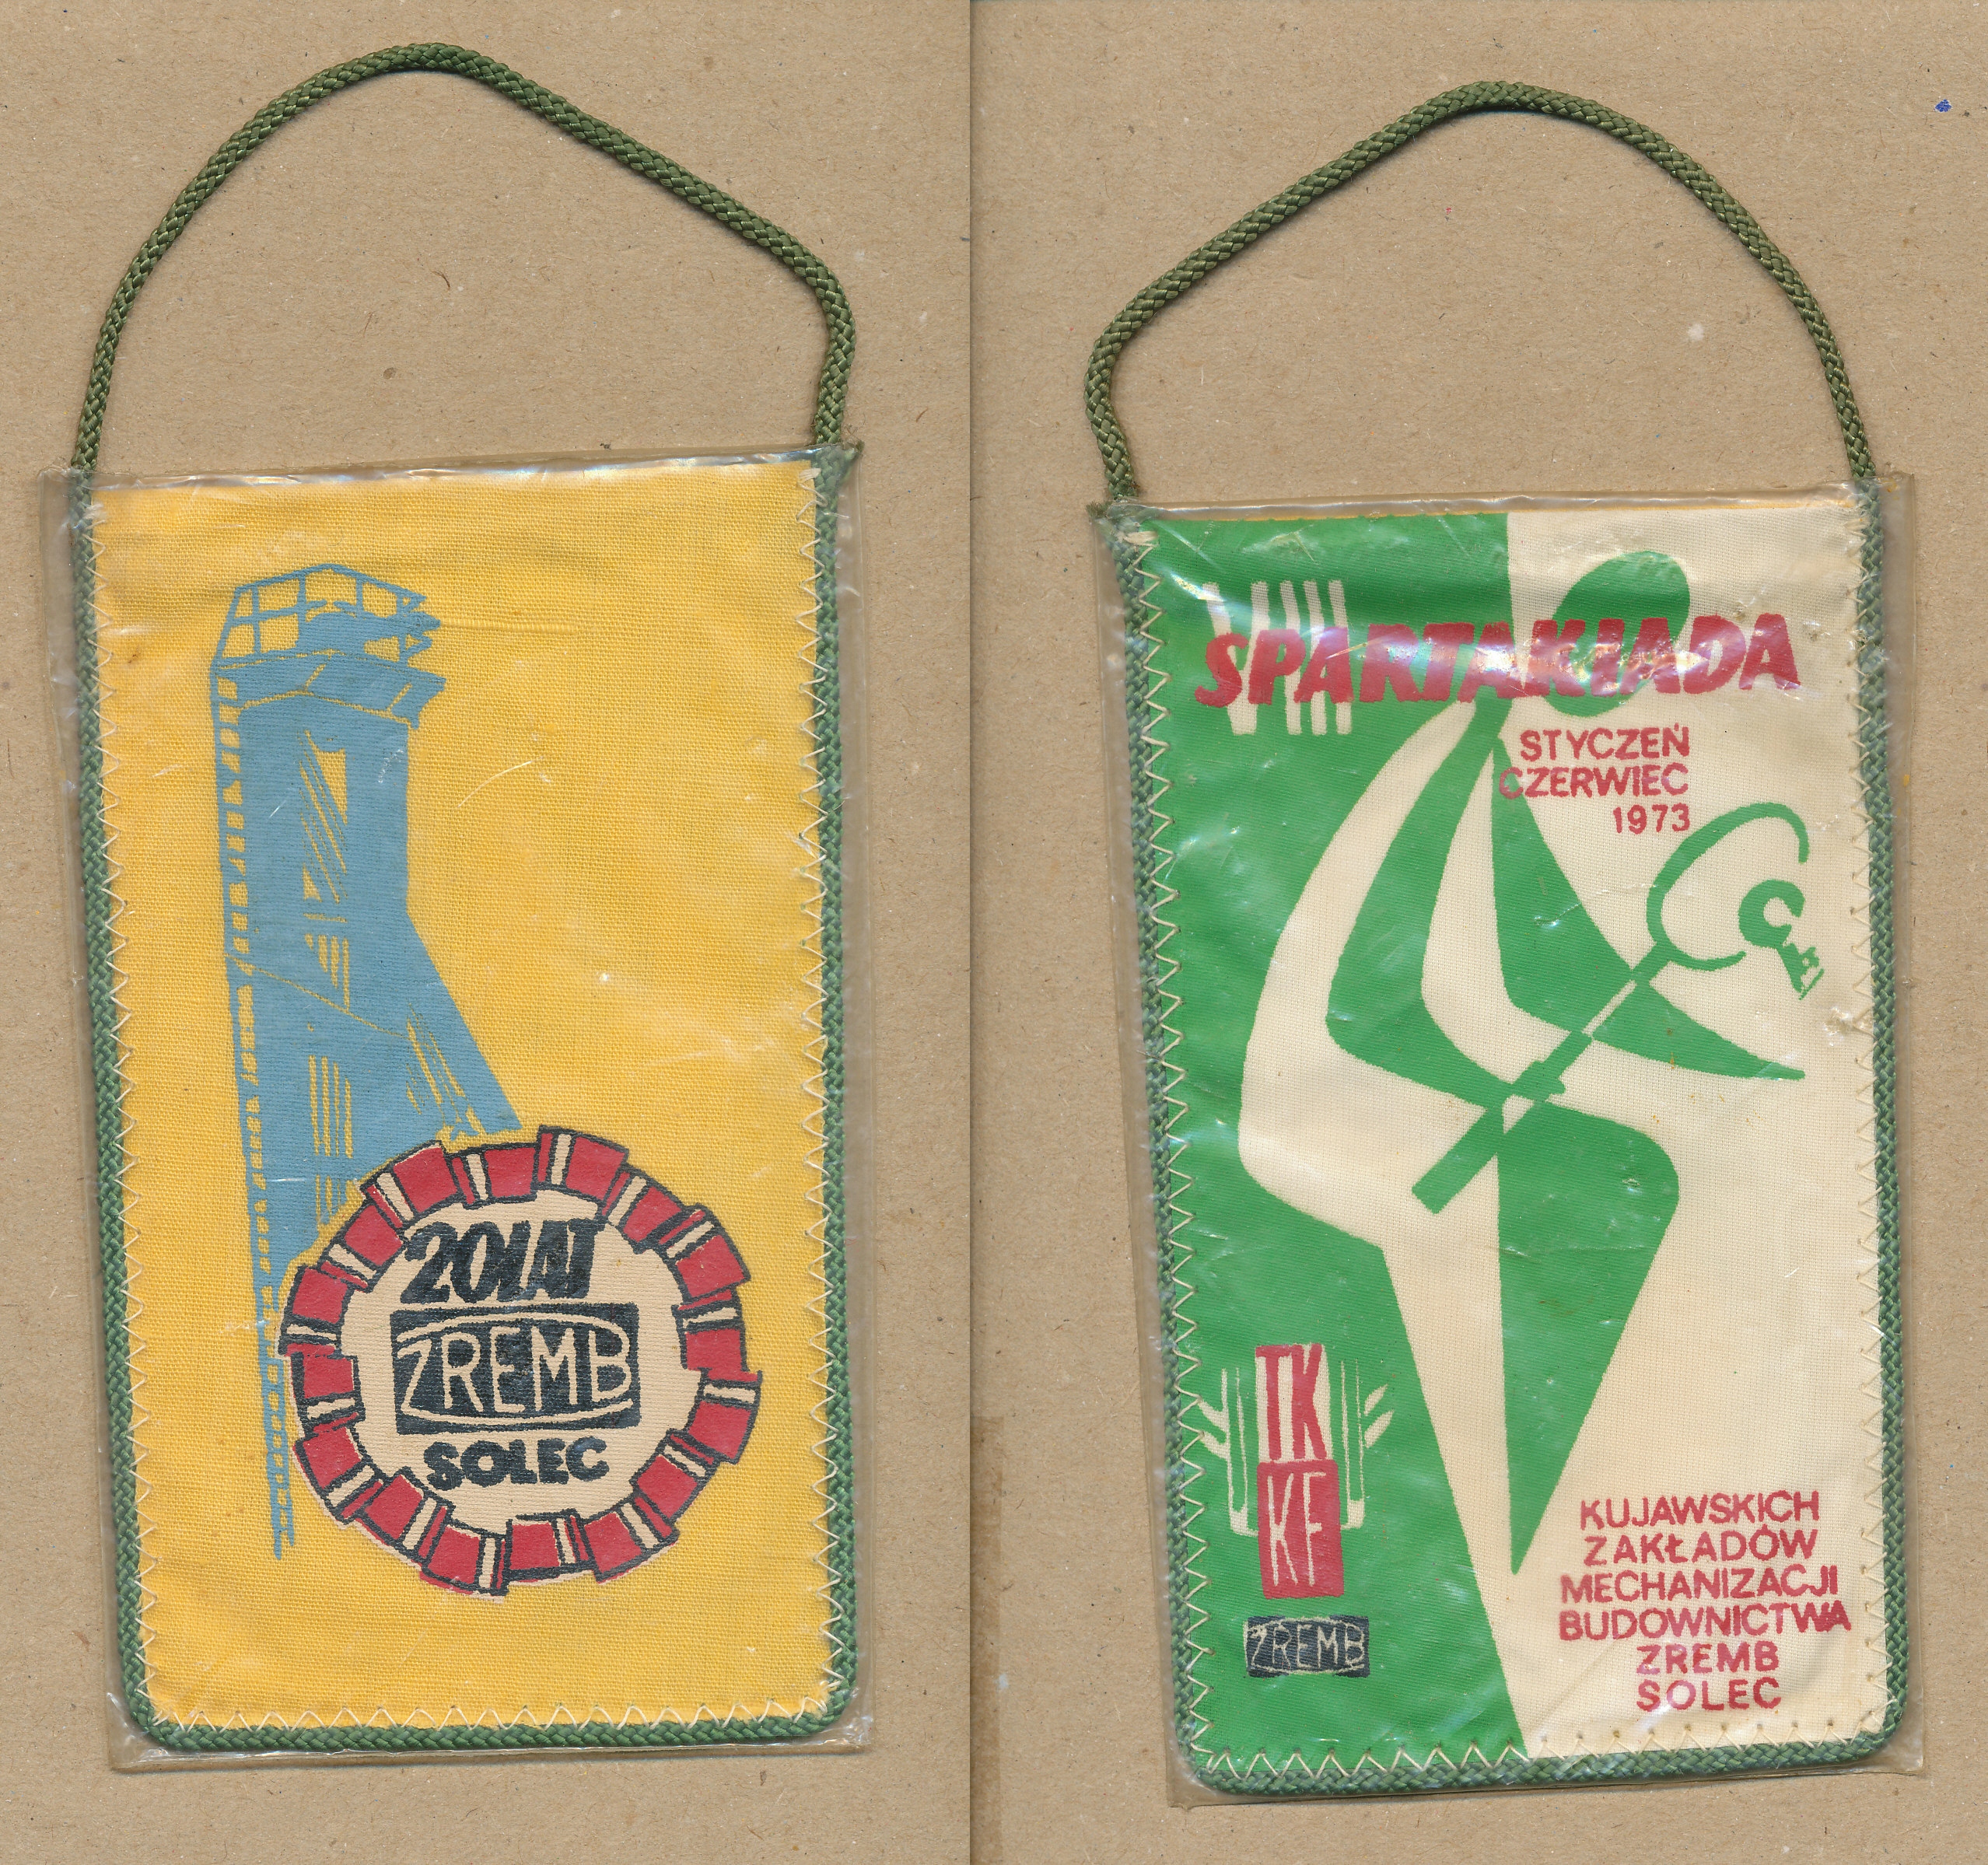 20 LAT
ZREMB
SOLEC
VIII
SPARTAKIADA
STYCZEŃ
CZERWIEC
1973
TK
KF
ZREMB
KUJAWSKICH
ZAKŁADÓW
MECHANIZACJI
BUDOWNICTWA
ZREMB
SOLEC